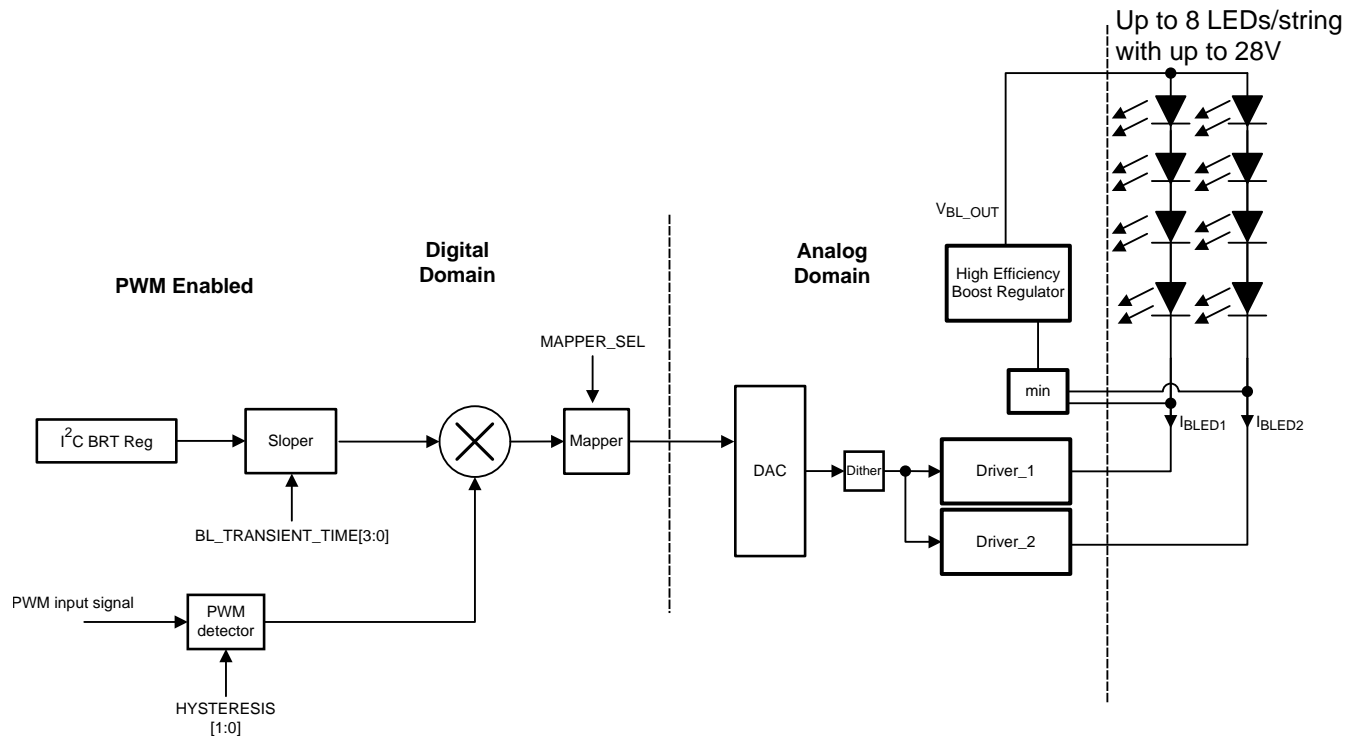 Up to 8 LEDs/string
with up to 28V
VBL_OUT
Digital
Domain
Analog
Domain
PWM Enabled
High Efficiency
Boost Regulator
MAPPER_SEL
min
I2C BRT Reg
Sloper
Mapper
IBLED1
IBLED2
DAC
Dither
Driver_1
Driver_2
BL_TRANSIENT_TIME[3:0]
PWM input signal
PWM
detector
HYSTERESIS
[1:0]